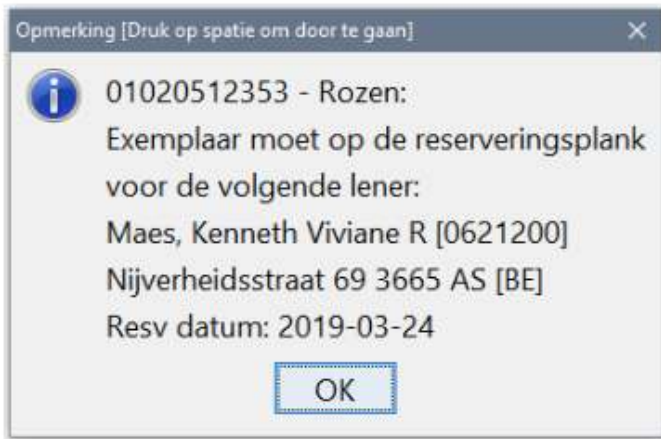 Opmerking [Druk op spatie om door te gaan]
01020512353 - Rozen:
Exemplaar moet op de reserveringsplank
voor de volgende lener:
Maes, Kenneth Viviane R [0621200]
Nijverheidsstraat 69 3665 AS [BE]
Resv datum: 2019-03-24
OK